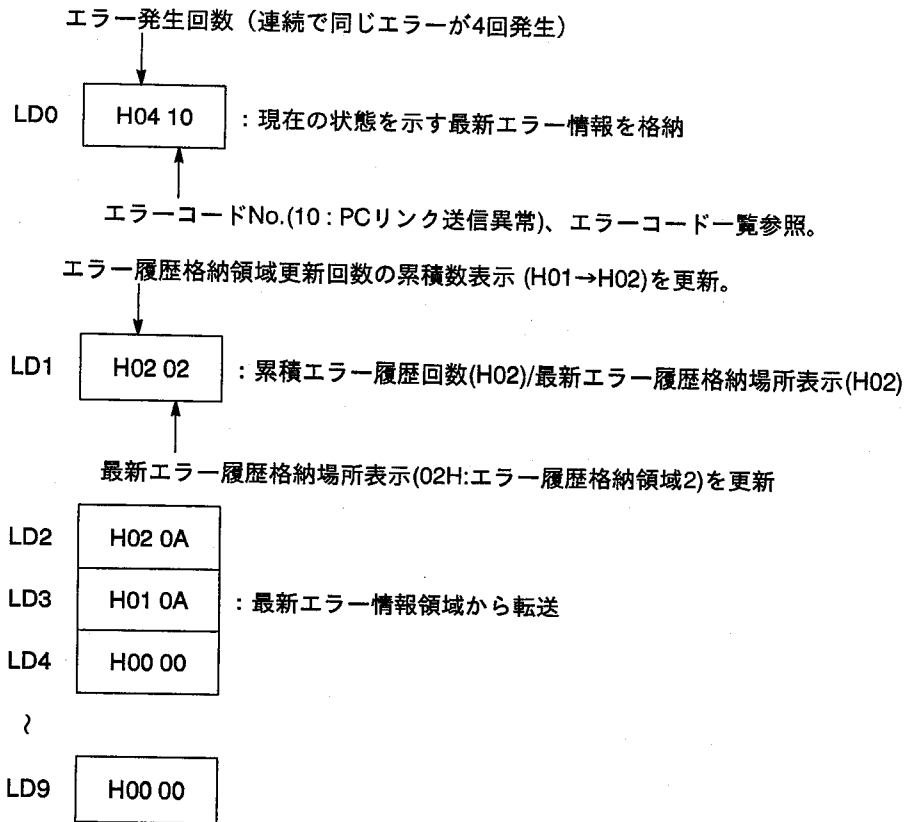 エラー発生回数（連続で同じエラーが4回発生）
LD0 H04 10 ：現在の状態を示す最新エラー情報を格納
エラーコードNo.(10 : PCリンク送信異常)、エラーコード一覧参照。
エラー履歴格納領域更新回数の累積数表示 (H01→H02)を更新。
LD1 H02 02 ：累積エラー履歴回数(H02)/最新エラー履歴格納場所表示(H02)
最新エラー履歴格納場所表示(02H:エラー履歴格納領域2)を更新
LD2 H02 0A
LD3 H01 0A ：最新エラー情報領域から転送
LD4 H00 00
～
LD9 H00 00